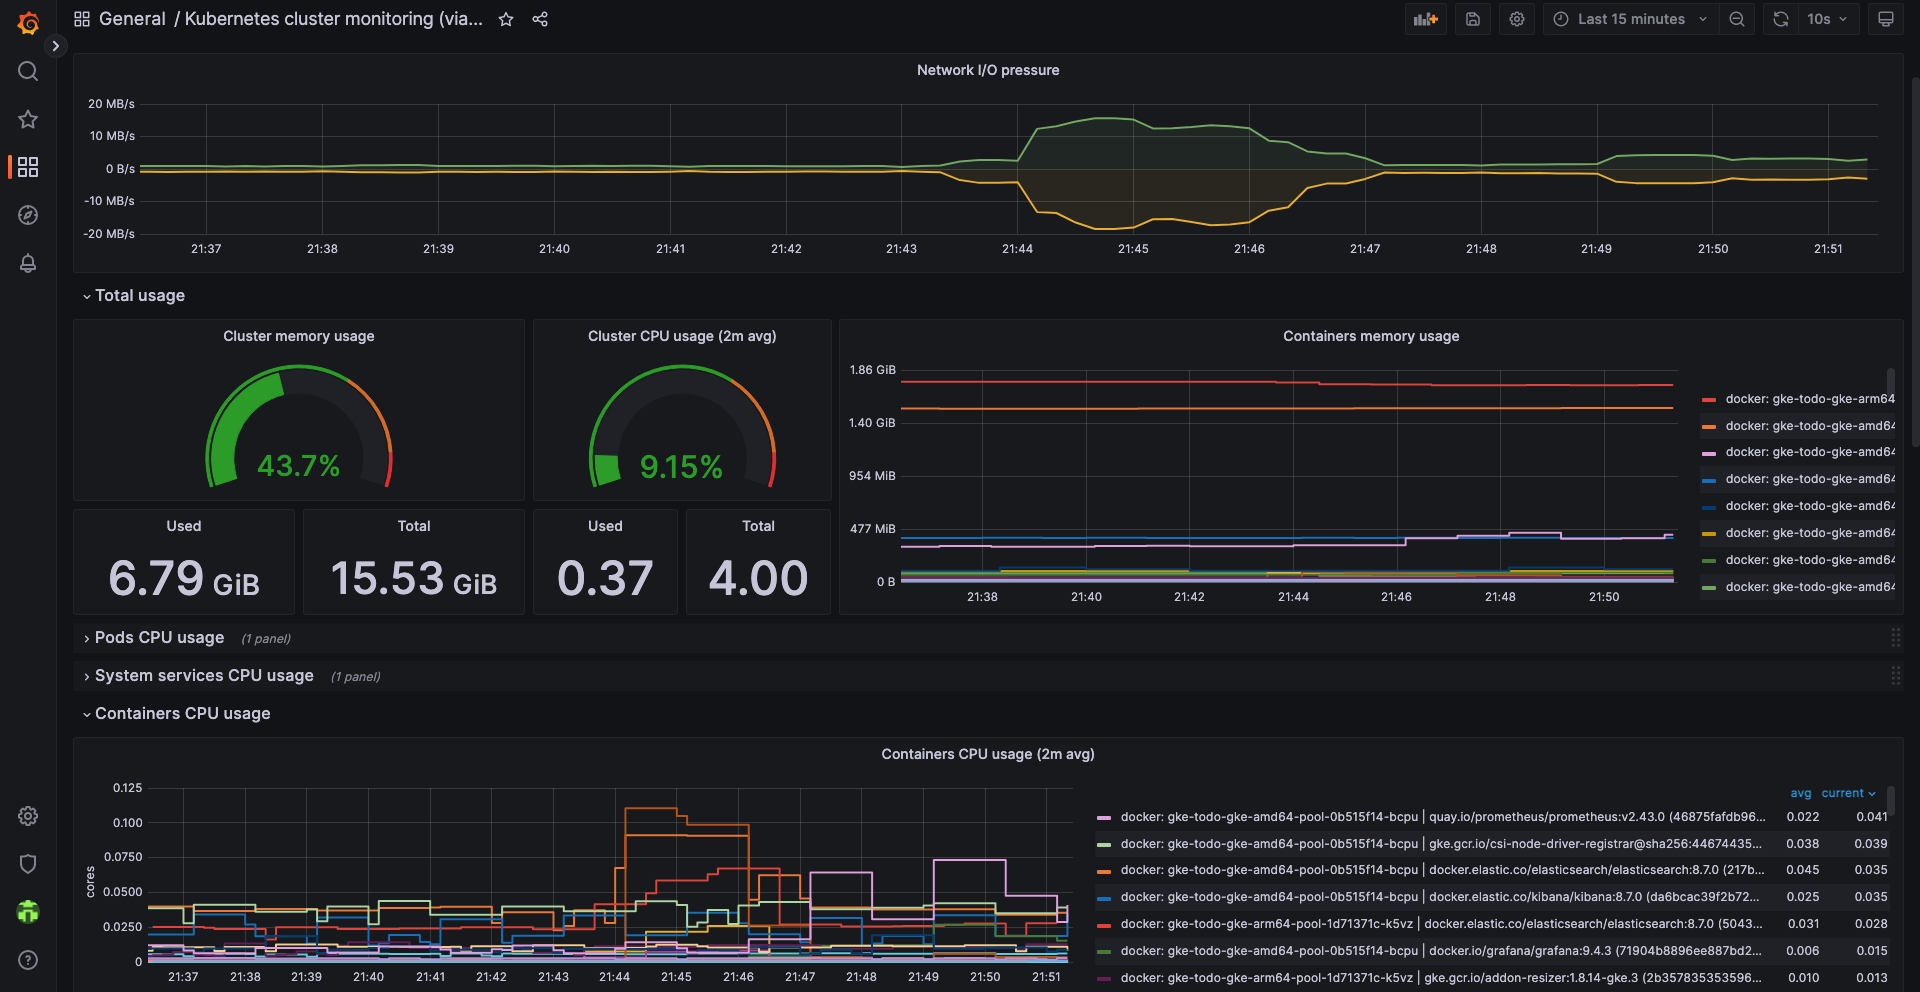 General / Kubernetes cluster monitoring (via...
Last 15 minutes
10s
Network I/O pressure
20 MB/s
10 MB/s
0 B/s
-10 MB/s
-20 MB/s
21:37 21:38 21:39 21:40 21:41 21:42 21:43 21:44 21:45 21:46 21:47 21:48 21:49 21:50 21:51
Total usage
Cluster memory usage
43.7%
Cluster CPU usage (2m avg)
9.15%
Used
6.79 GiB
Total
15.53 GiB
Used
0.37
Total
4.00
Containers memory usage
1.86 GiB
1.40 GiB
954 MiB
477 MiB
0 B
21:38 21:40 21:42 21:44 21:46 21:48 21:50
docker: gke-todo-gke-arm64
docker: gke-todo-gke-amd64
docker: gke-todo-gke-amd64
docker: gke-todo-gke-amd64
docker: gke-todo-gke-amd64
docker: gke-todo-gke-amd64
docker: gke-todo-gke-amd64
docker: gke-todo-gke-amd64
Pods CPU usage (1 panel)
System services CPU usage (1 panel)
Containers CPU usage
Containers CPU usage (2m avg)
cores
0.125
0.100
0.0750
0.0500
0.0250
0
21:37 21:38 21:39 21:40 21:41 21:42 21:43 21:44 21:45 21:46 21:47 21:48 21:49 21:50 21:51
avg current
docker: gke-todo-gke-amd64-pool-0b515f14-bcpu | quay.io/prometheus/prometheus:v2.43.0 (46875fafdb96... 0.022 0.041
docker: gke-todo-gke-amd64-pool-0b515f14-bcpu | gke.gcr.io/csi-node-driver-registrar@sha256:44674435... 0.038 0.039
docker: gke-todo-gke-amd64-pool-0b515f14-bcpu | docker.elastic.co/elasticsearch/elasticsearch:8.7.0 (217b... 0.045 0.035
docker: gke-todo-gke-amd64-pool-0b515f14-bcpu | docker.elastic.co/kibana/kibana:8.7.0 (da6bcac39f2b72... 0.025 0.035
docker: gke-todo-gke-arm64-pool-1d71371c-k5vz | docker.elastic.co/elasticsearch/elasticsearch:8.7.0 (5043... 0.031 0.028
docker: gke-todo-gke-amd64-pool-0b515f14-bcpu | docker.io/grafana/grafana:9.4.3 (71904b8896ee887bd2... 0.006 0.015
docker: gke-todo-gke-arm64-pool-1d71371c-k5vz | gke.gcr.io/addon-resizer:1.8.14-gke.3 (2b357835353596... 0.010 0.013